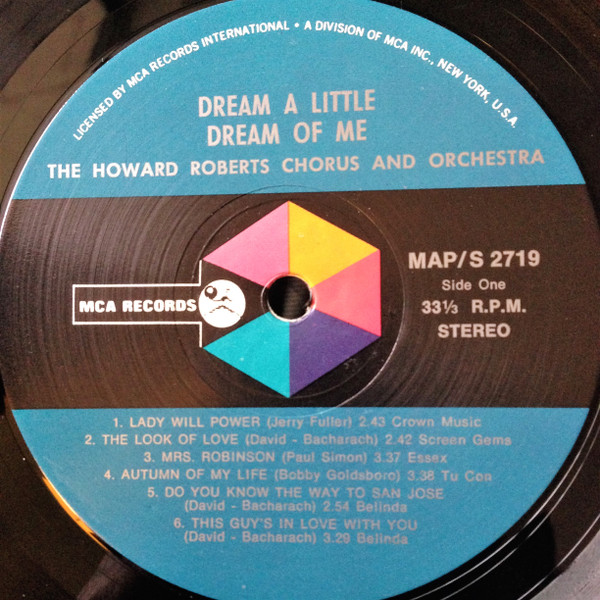 LICENSED BY MCA RECORDS INTERNATIONAL • A DIVISION OF MCA INC., NEW YORK, U.S.A.
DREAM A LITTLE
DREAM OF ME
THE HOWARD ROBERTS CHORUS AND ORCHESTRA
MCA RECORDS
MAP/S 2719
Side One
33⅓ R.P.M.
STEREO
1. LADY WILL POWER (Jerry Fuller) 2.43 Crown Music
2. THE LOOK OF LOVE (David - Bacharach) 2.42 Screen Gems
3. MRS. ROBINSON (Paul Simon) 3.37 Essex
4. AUTUMN OF MY LIFE (Bobby Goldsboro) 3.38 Tu Con
5. DO YOU KNOW THE WAY TO SAN JOSE
(David - Bacharach) 2.54 Belinda
6. THIS GUY'S IN LOVE WITH YOU
(David - Bacharach) 3.29 Belinda